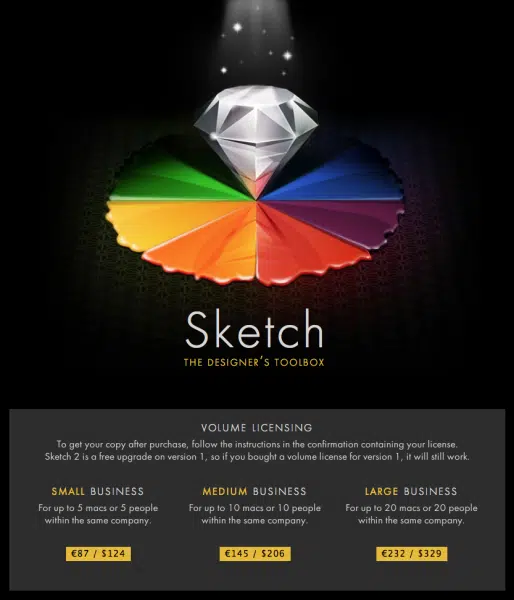 Sketch
THE DESIGNER'S TOOLBOX
VOLUME LICENSING
To get your copy after purchase, follow the instructions in the confirmation containing your license.
Sketch 2 is a free upgrade on version 1, so if you bought a volume license for version 1, it will still work.
SMALL BUSINESS
For up to 5 macs or 5 people
within the same company.
€87 / $124
MEDIUM BUSINESS
For up to 10 macs or 10 people
within the same company.
€145 / $206
LARGE BUSINESS
For up to 20 macs or 20 people
within the same company.
€232 / $329